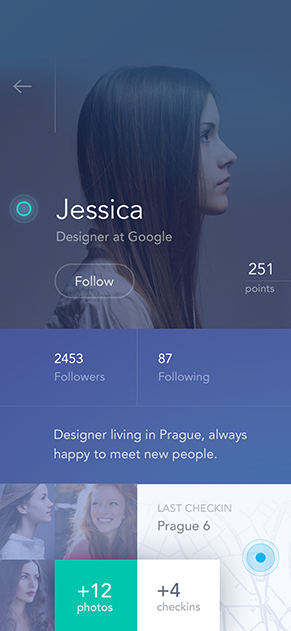 Jessica
Designer at Google
Follow
251
points
2453
Followers
87
Following
Designer living in Prague, always
happy to meet new people.
LAST CHECKIN
Prague 6
+12
photos
+4
checkins